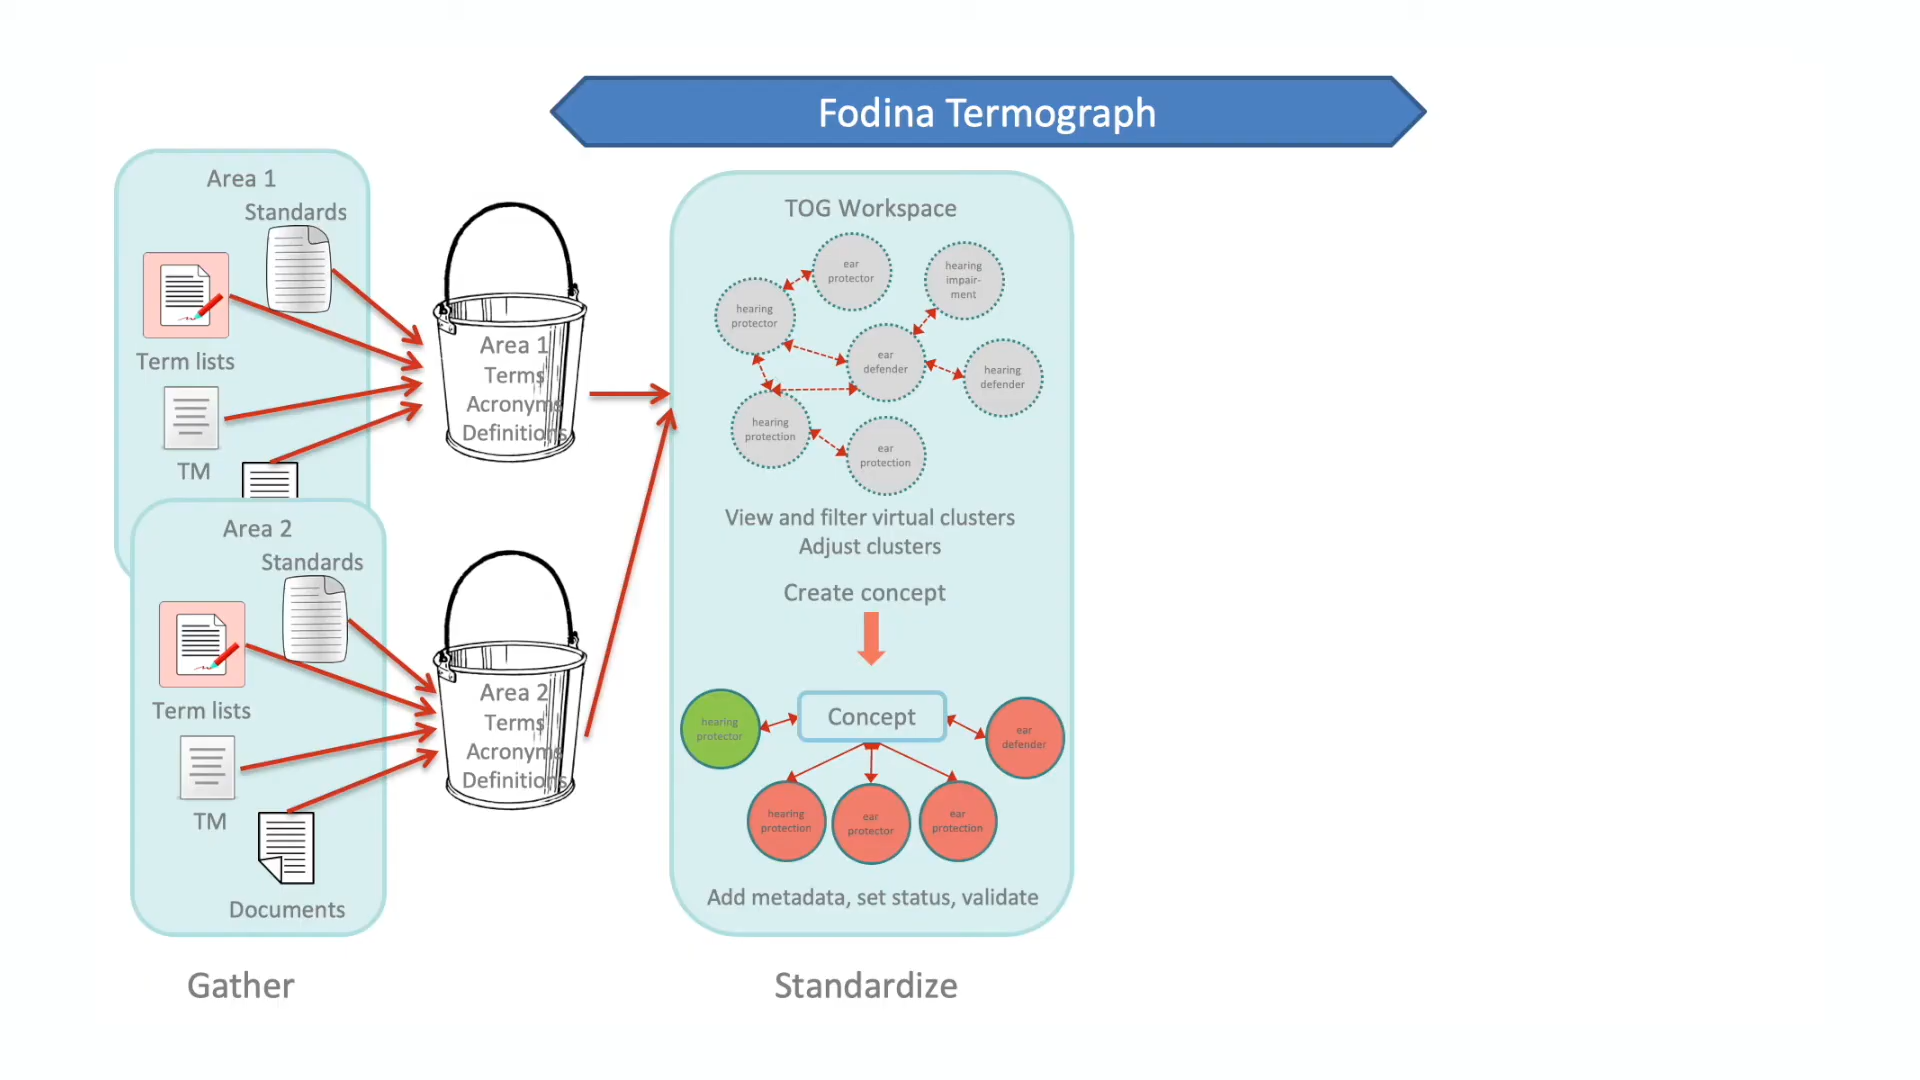 Fodina Termograph
Area 1
Standards
Term lists
TM
Area 2
Standards
Term lists
TM
Documents
Area 1
Terms
Acronyms
Definitions
Area 2
Terms
Acronyms
Definitions
TOG Workspace
ear
protector
hearing
impair-
ment
hearing
protector
ear
defender
hearing
defender
hearing
protection
ear
protection
View and filter virtual clusters
Adjust clusters
Create concept
hearing
protector
Concept
ear
defender
hearing
protection
ear
protector
ear
protection
Add metadata, set status, validate
Gather
Standardize